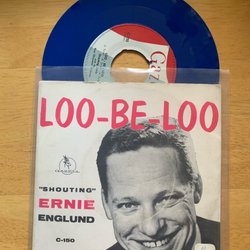 LOO-BE-LOO
"SHOUTING"
ERNIE
ENGLUND
C-150